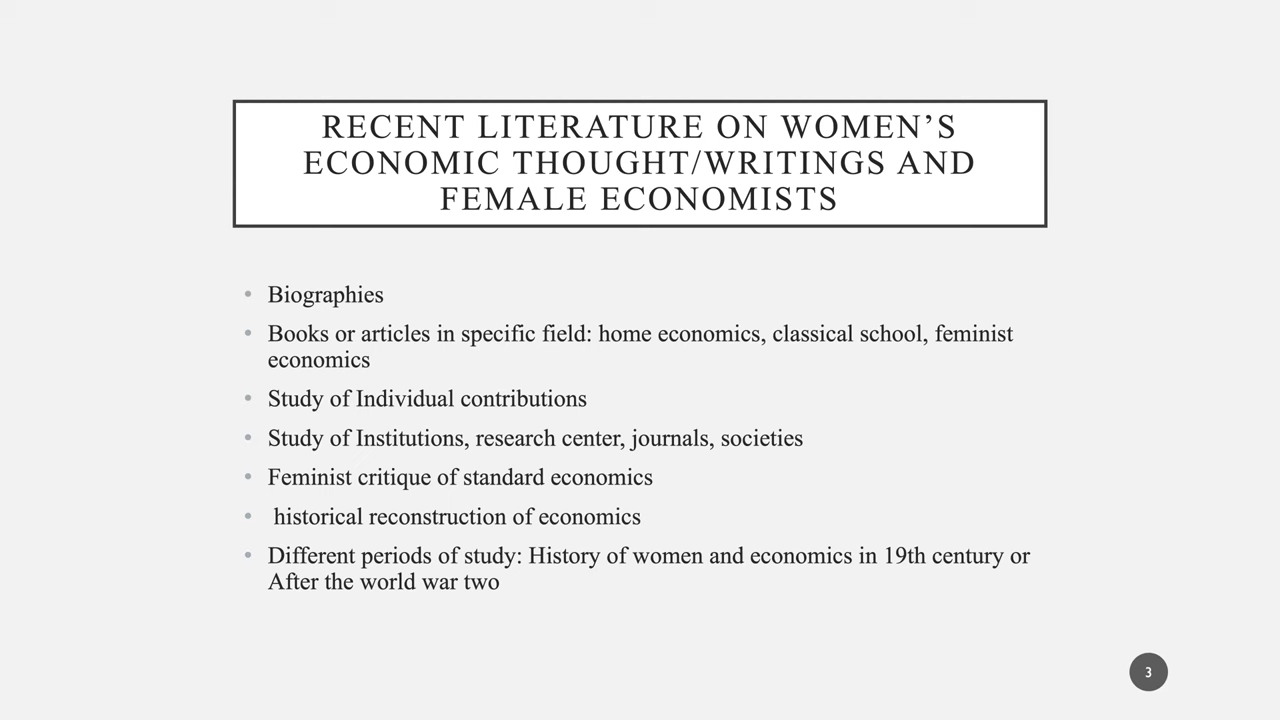 RECENT LITERATURE ON WOMEN’S
ECONOMIC THOUGHT/WRITINGS AND
FEMALE ECONOMISTS
• Biographies
• Books or articles in specific field: home economics, classical school, feminist
economics
• Study of Individual contributions
• Study of Institutions, research center, journals, societies
• Feminist critique of standard economics
• historical reconstruction of economics
• Different periods of study: History of women and economics in 19th century or
After the world war two
3